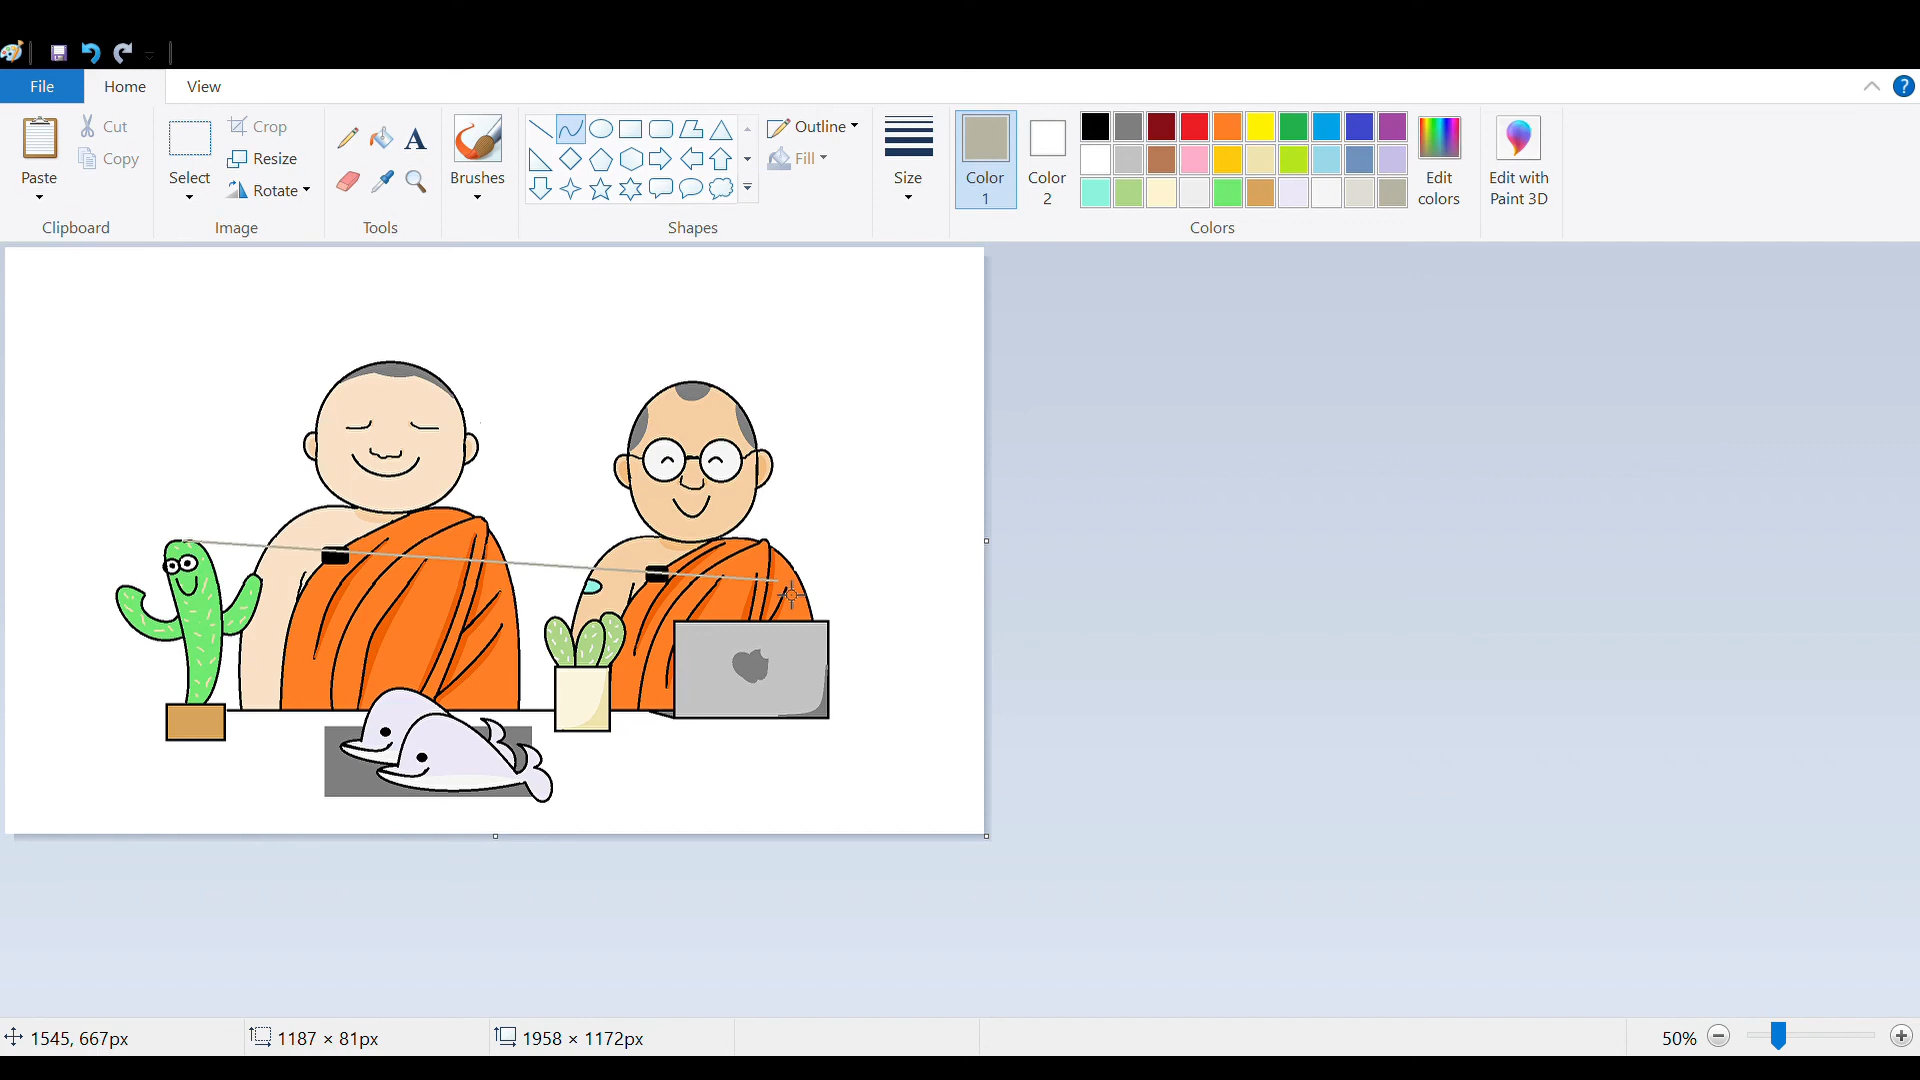 File Home View
?
Cut
Copy
Paste
Clipboard
Select
Crop
Resize
Rotate
Image
A
Tools
Brushes
Outline
Fill
Shapes
Size
Color
1
Color
2
Edit
colors
Colors
Edit with
Paint 3D
1545, 667px
1187 × 81px
1958 × 1172px
50%